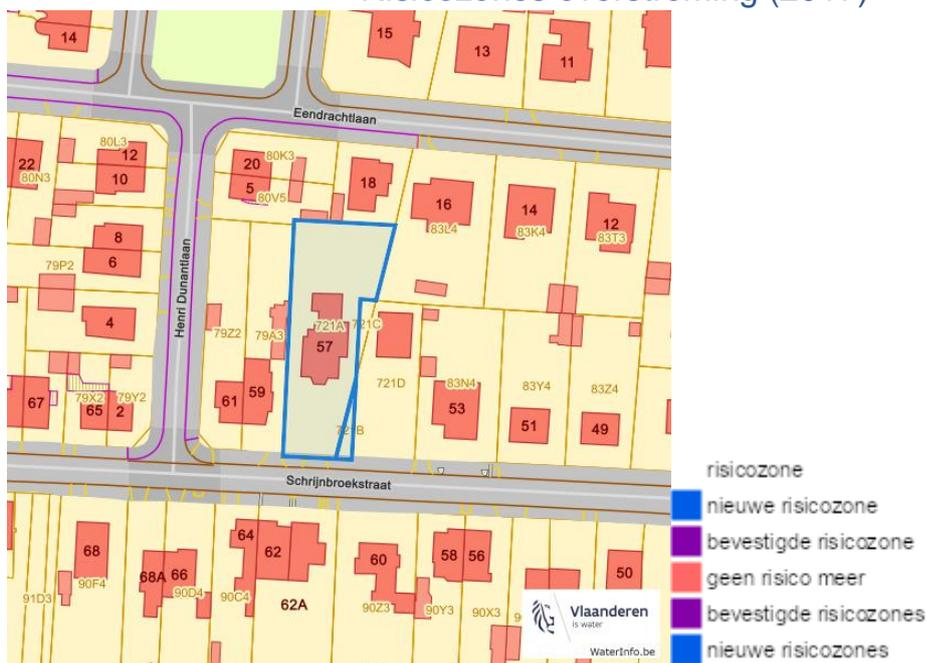 14
15
13
11
Eendrachtlaan
80L3
12
22
80N3
10
20
80K3
5
80V5
18
16
83L4
14
83K4
12
83T3
8
6
79P2
Henri Dunantlaan
4
79Z2
79A3
721A
721C
57
721D
67
79X2
79Y2
65
2
61
59
83N4
53
83Y4
51
83Z4
49
Schrijnbroekstraat
68
64
62
60
58
56
50
68A
66
90F4
91D3
90D4
90C4
62A
90Z3
90Y3
90X3
Vlaanderen
is water
WaterInfo.be
risicozone
nieuwe risicozone
bevestigde risicozone
geen risico meer
bevestigde risicozones
nieuwe risicozones